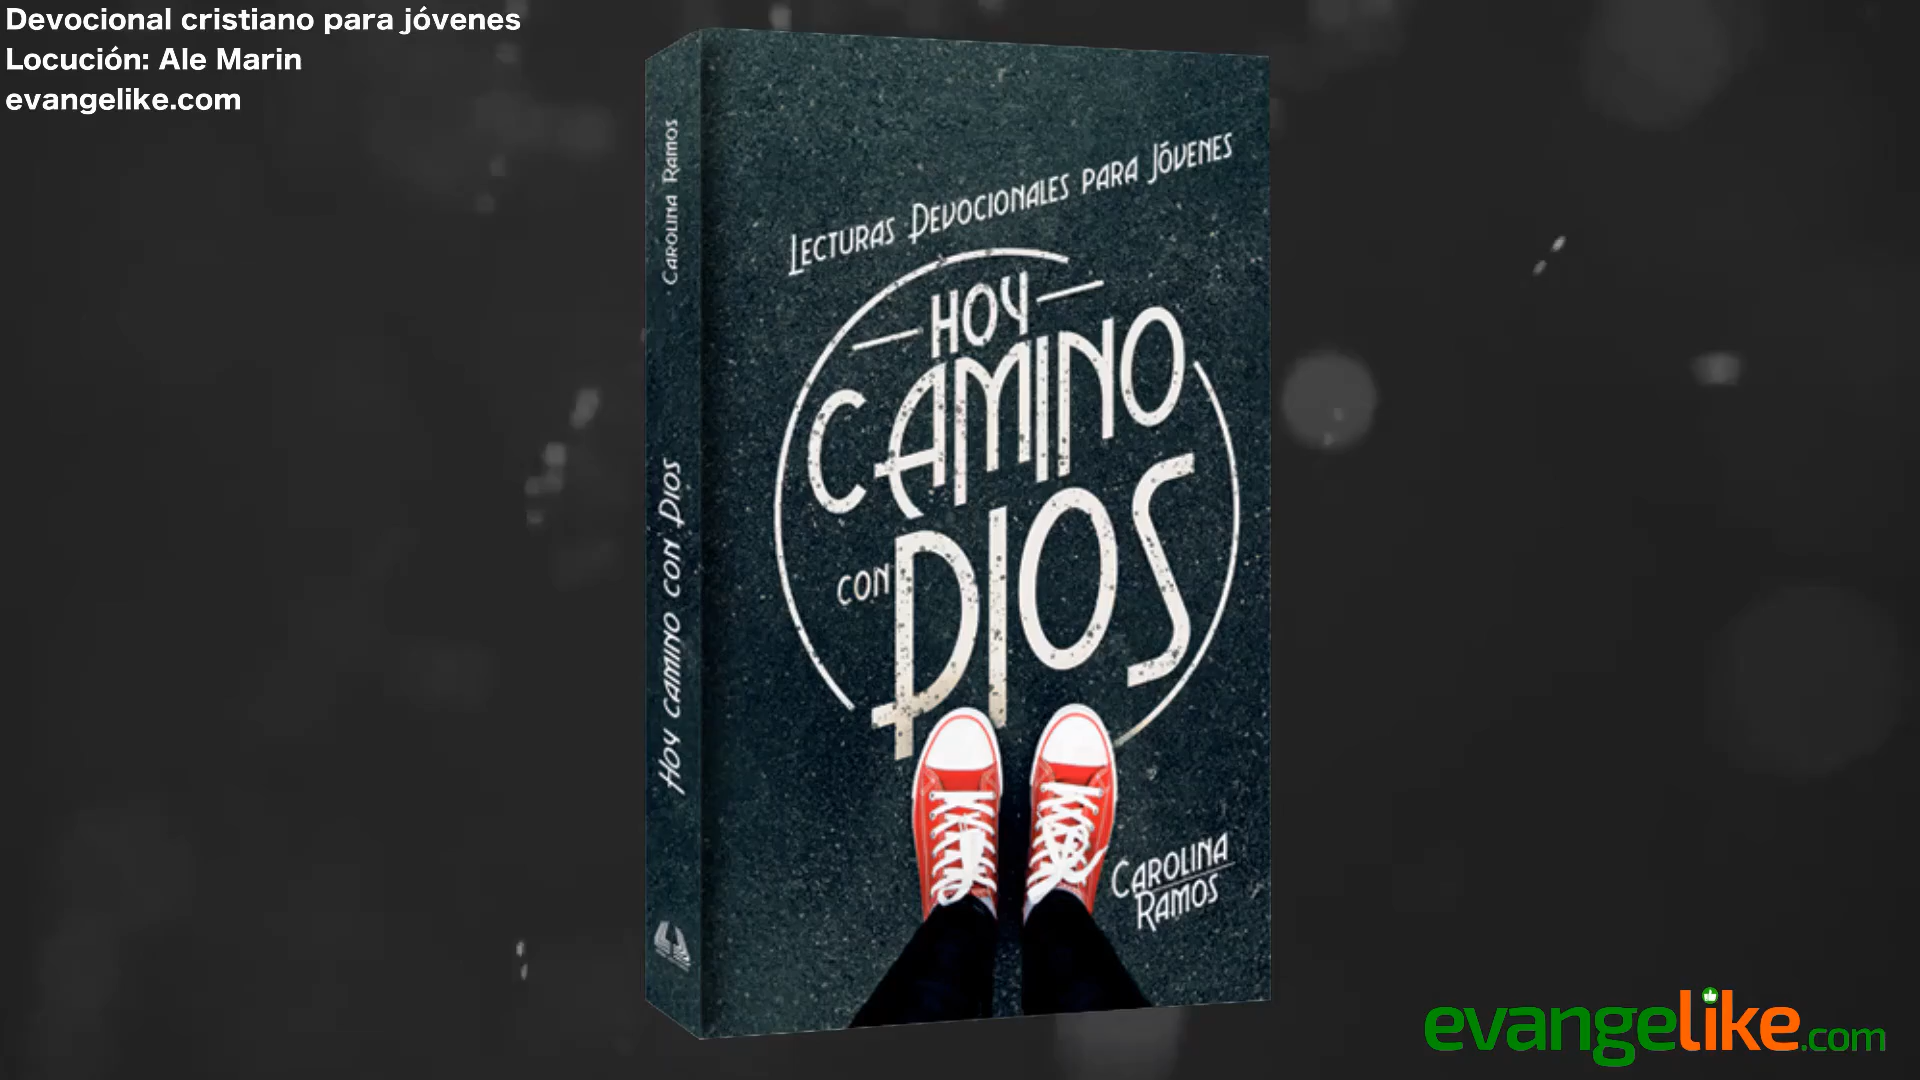 Devocional cristiano para jóvenes
Locución: Ale Marin
evangelike.com
CAROLINA RAMOS
HOY CAMINO CON DIOS
LECTURAS DEVOCIONALES PARA JÓVENES
HOY
CAMINO
CON DIOS
CAROLINA
RAMOS
evangelike.com